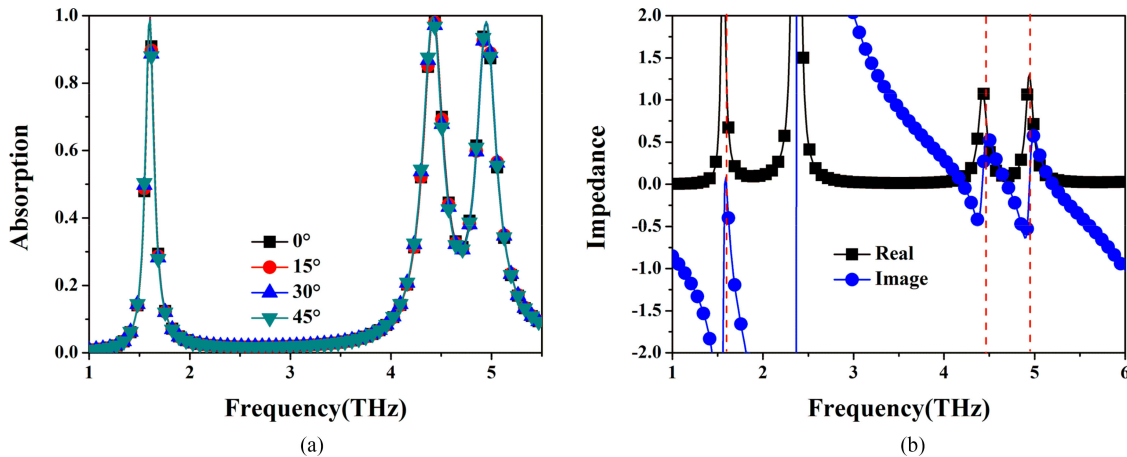 Absorption
1.0
0.8
0.6
0.4
0.2
0.0
0°
15°
30°
45°
1 2 3 4 5
Frequency(THz)
(a)
Impedance
2.0
1.5
1.0
0.5
0.0
-0.5
-1.0
-1.5
-2.0
Real
Image
1 2 3 4 5 6
Frequency(THz)
(b)